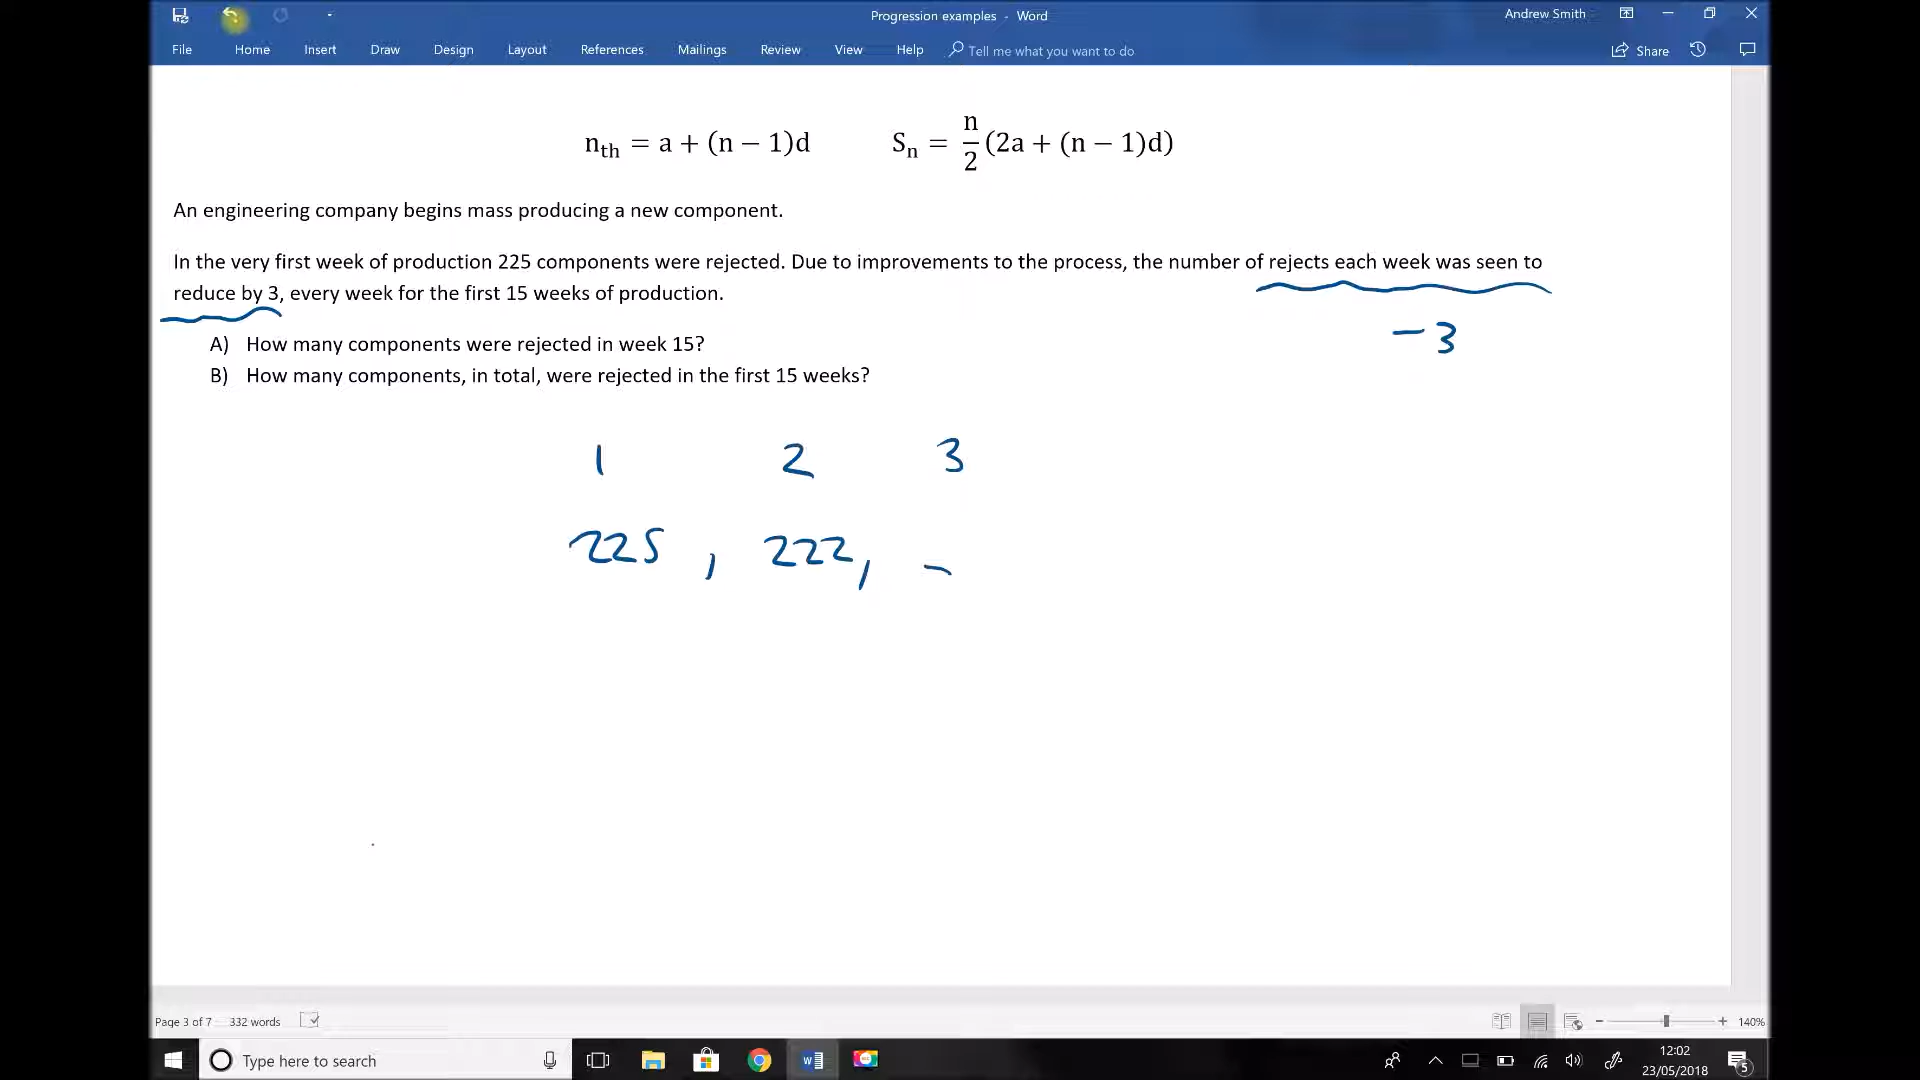 Progression examples - Word
Andrew Smith
File Home Insert Draw Design Layout References Mailings Review View Help Tell me what you want to do Share
nth = a + (n − 1)d Sn = n/2 (2a + (n − 1)d)
An engineering company begins mass producing a new component.
In the very first week of production 225 components were rejected. Due to improvements to the process, the number of rejects each week was seen to
reduce by 3, every week for the first 15 weeks of production.
− 3
A) How many components were rejected in week 15?
B) How many components, in total, were rejected in the first 15 weeks?
1 2 3
225 , 222,
Page 3 of 7 332 words
140%
Type here to search
12:02
23/05/2018
5